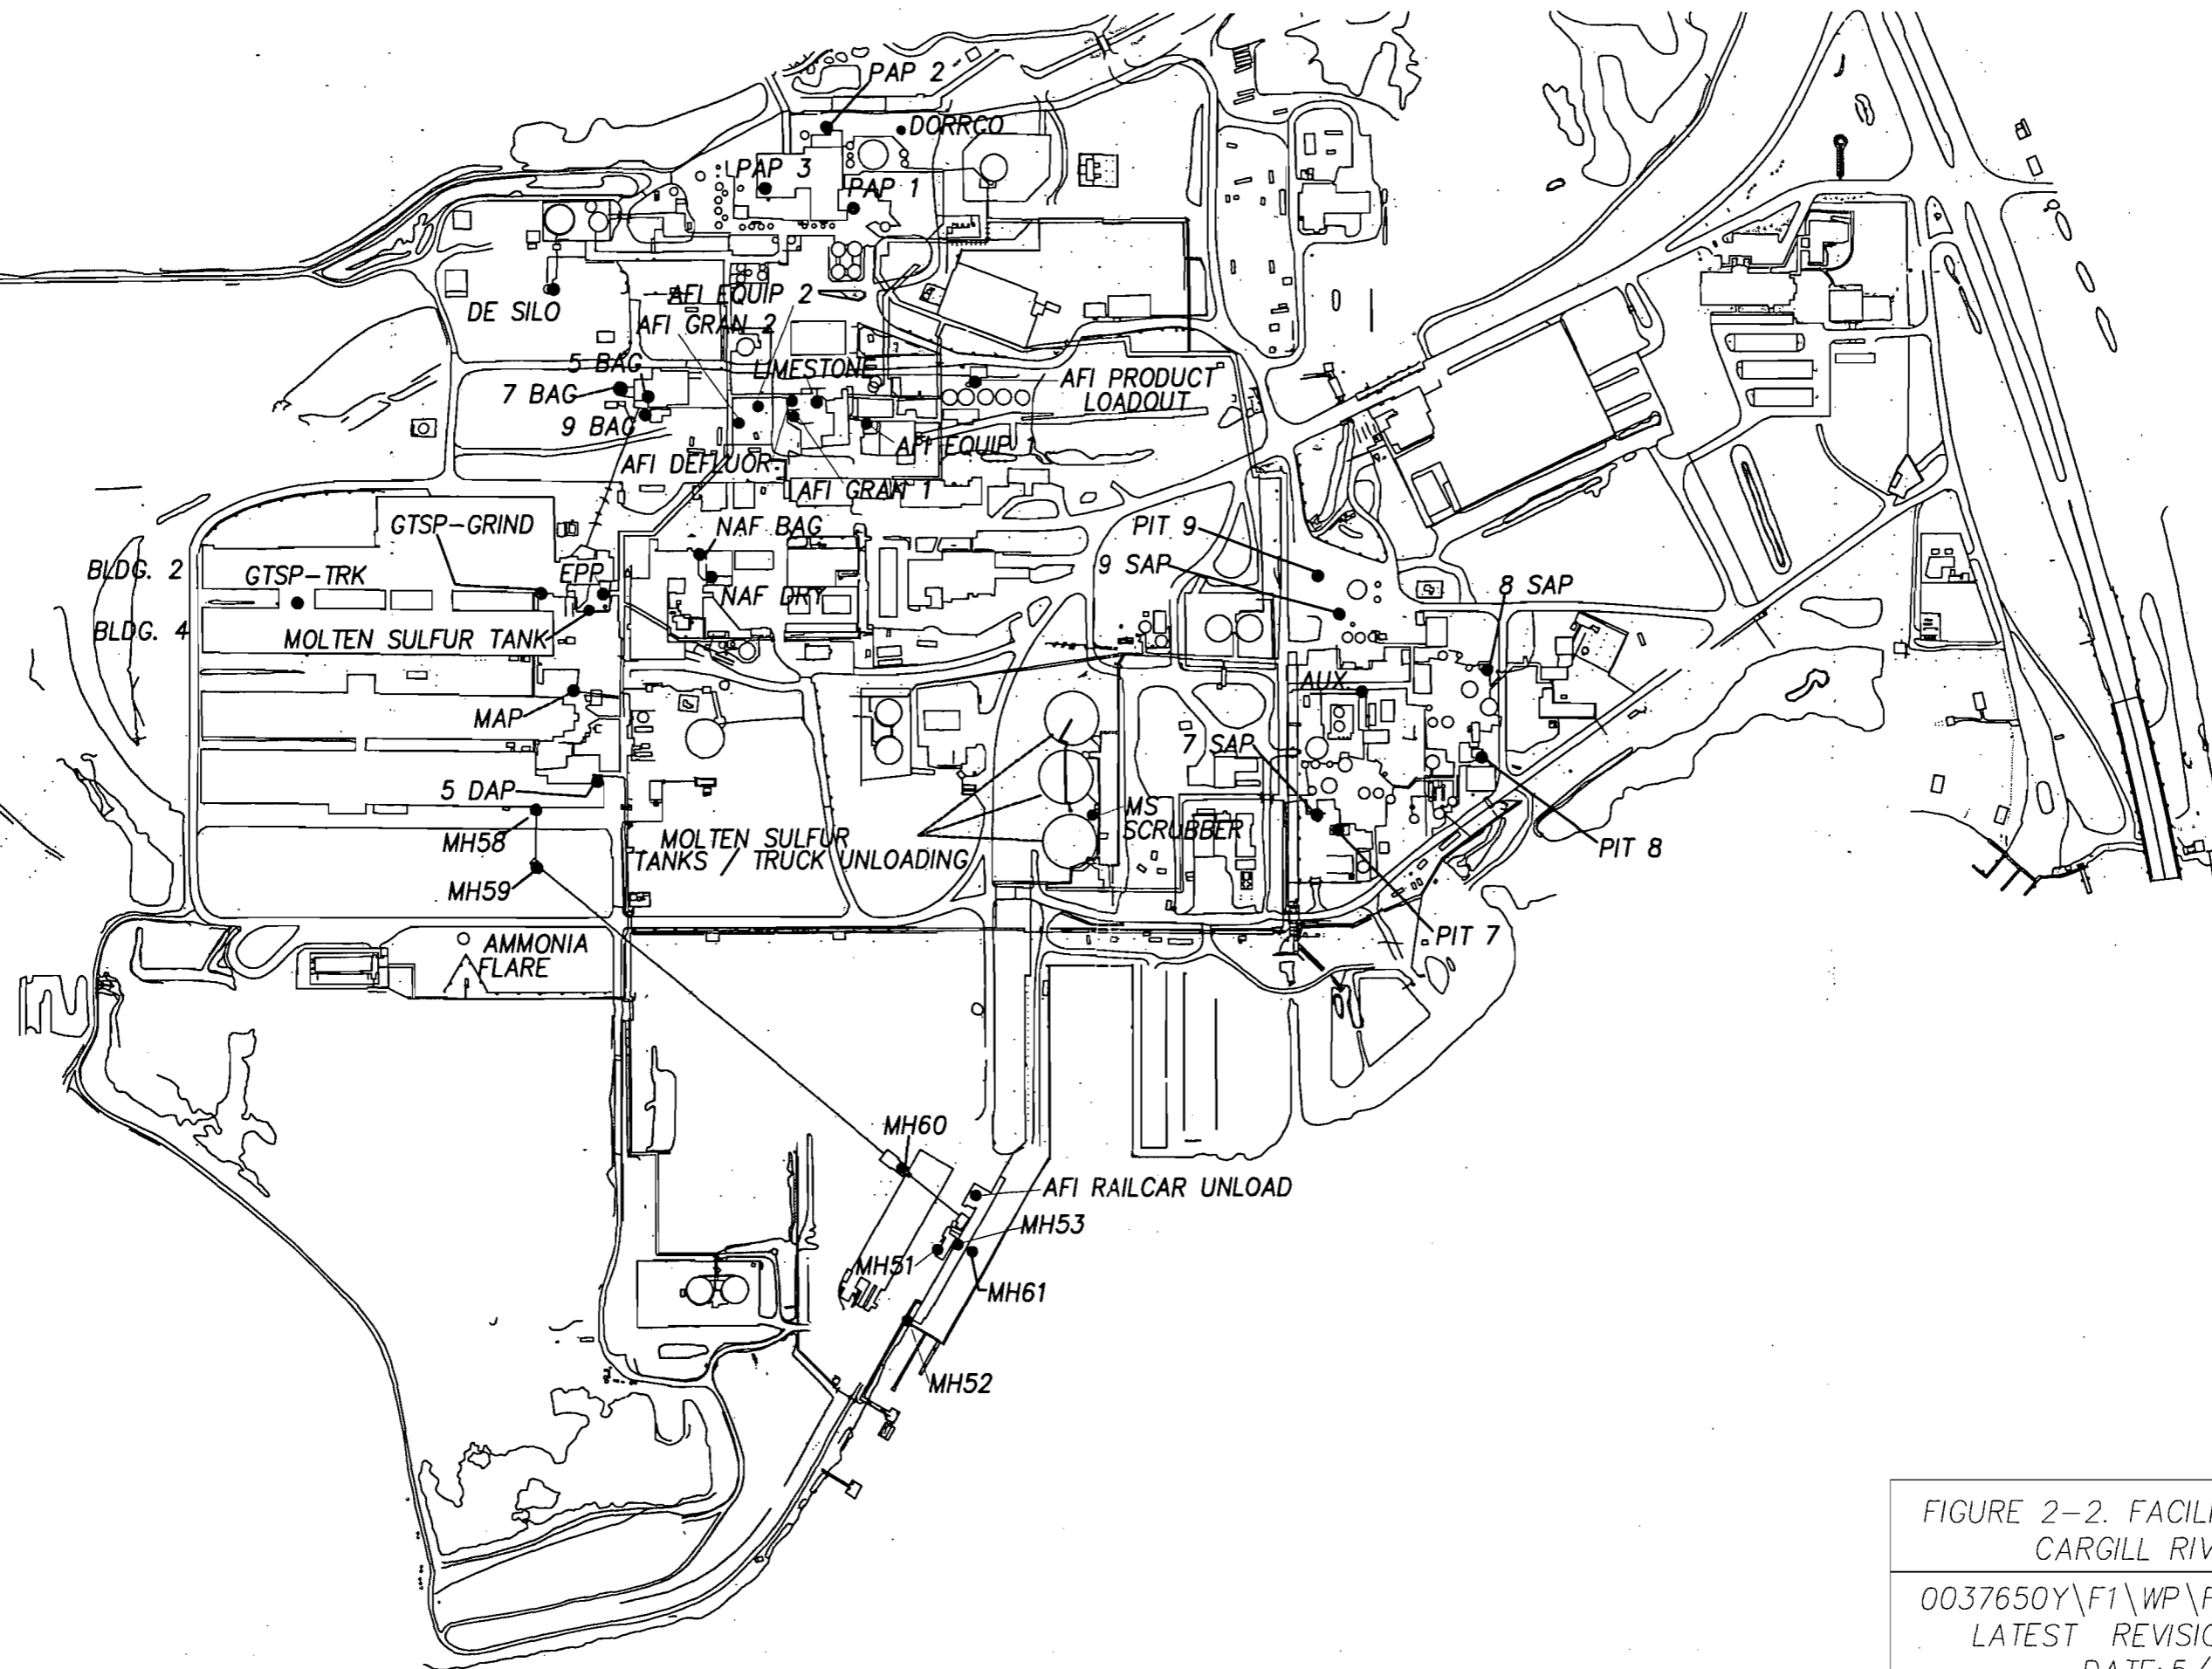 PAP 2
DORRCO
PAP 3
PAP 1
DE SILO
AFI EQUIP 2
AFI GRAN 2
5 BAG
LIMESTONE
7 BAG
AFI PRODUCT
LOADOUT
9 BAG
AFI EQUIP 1
AFI DEFLUOR.
AFI GRAN 1
GTSP-GRIND
NAF BAG
PIT 9
BLDG. 2
GTSP-TRK
EPP
9 SAP
8 SAP
NAF DRY
BLDG. 4
MOLTEN SULFUR TANK
AUX.
MAP
7 SAP
5 DAP
MS
SCRUBBER
MH58
MOLTEN SULFUR
TANKS / TRUCK UNLOADING
PIT 8
MH59
PIT 7
AMMONIA
FLARE
MH60
AFI RAILCAR UNLOAD
MH53
MH51
MH61
MH52
FIGURE 2-2. FACILI
CARGILL RIV
0037650Y\F1\WP\
LATEST REVISIO
DATE: 5/